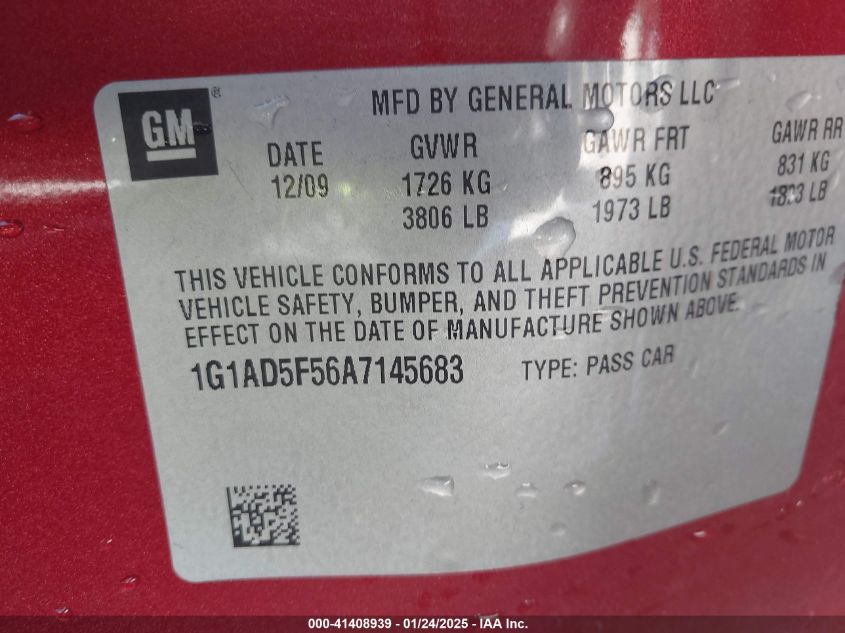 GM ®
MFD BY GENERAL MOTORS LLC
DATE GVWR GAWR FRT GAWR RR
12/09 1726 KG 895 KG 831 KG
3806 LB 1973 LB LB
THIS VEHICLE CONFORMS TO ALL APPLICABLE U.S. FEDERAL MOTOR
VEHICLE SAFETY, BUMPER, AND THEFT PREVENTION STANDARDS IN
EFFECT ON THE DATE OF MANUFACTURE SHOWN ABOVE.
1G1AD5F56A7145683 TYPE: PASS CAR
000-41408939 - 01/24/2025 - IAAI, Inc.